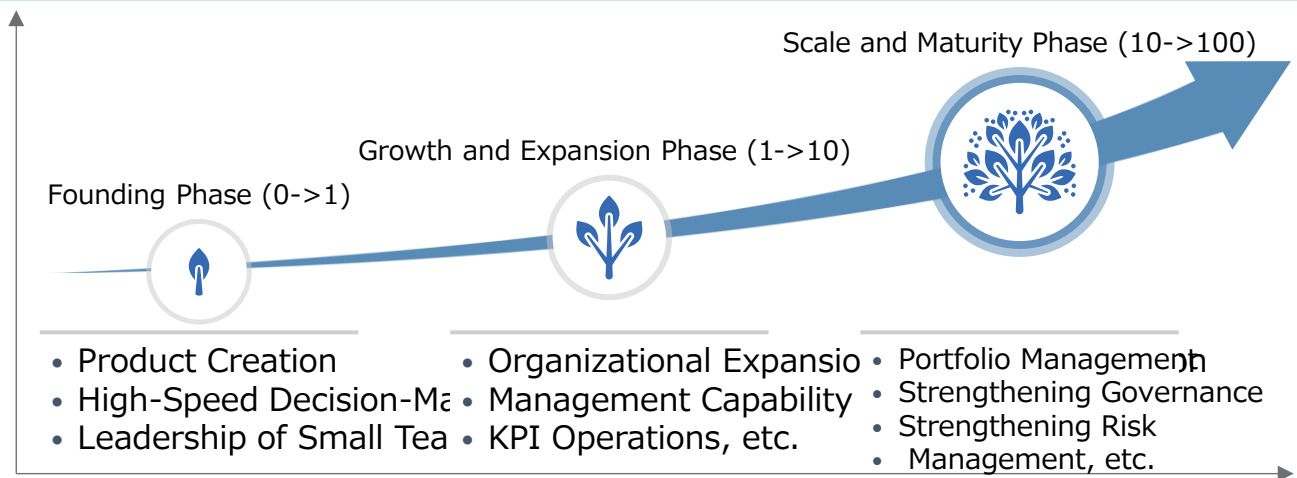 Scale and Maturity Phase (10->100)
Growth and Expansion Phase (1->10)
Founding Phase (0->1)
• Product Creation
• High-Speed Decision-Ma
• Leadership of Small Tea
• Organizational Expansio
• Management Capability
• KPI Operations, etc.
• Portfolio Management
• Strengthening Governance
• Strengthening Risk
• Management, etc.